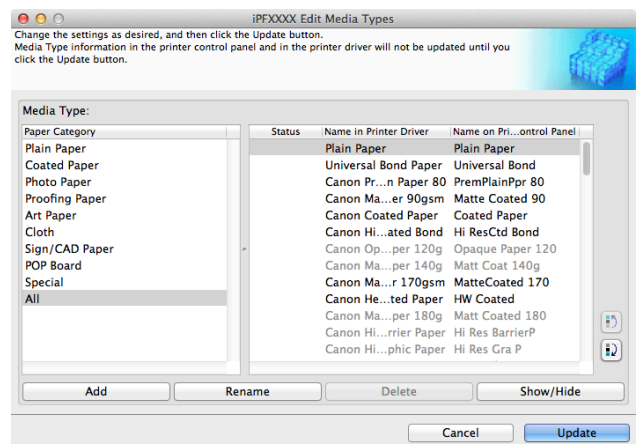 iPFXXXX Edit Media Types
Change the settings as desired, and then click the Update button.
Media Type information in the printer control panel and in the printer driver will not be updated until you
click the Update button.
Media Type:
Paper Category
Plain Paper
Coated Paper
Photo Paper
Proofing Paper
Art Paper
Cloth
Sign/CAD Paper
POP Board
Special
All
Status Name in Printer Driver Name on Pri...ontrol Panel
Plain Paper Plain Paper
Universal Bond Paper Universal Bond
Canon Pr...n Paper 80 PremPlainPpr 80
Canon Ma...er 90gsm Matte Coated 90
Canon Coated Paper Coated Paper
Canon Hi...ated Bond Hi ResCtd Bond
Canon Op...per 120g Opaque Paper 120
Canon Ma...per 140g Matt Coat 140g
Canon Ma...r 170gsm MatteCoated 170
Canon He...ted Paper HW Coated
Canon Ma...per 180g Matt Coated 180
Canon Hi...rrier Paper Hi Res BarrierP
Canon Hi...phic Paper Hi Res Gra P
Add Rename Delete Show/Hide
Cancel Update